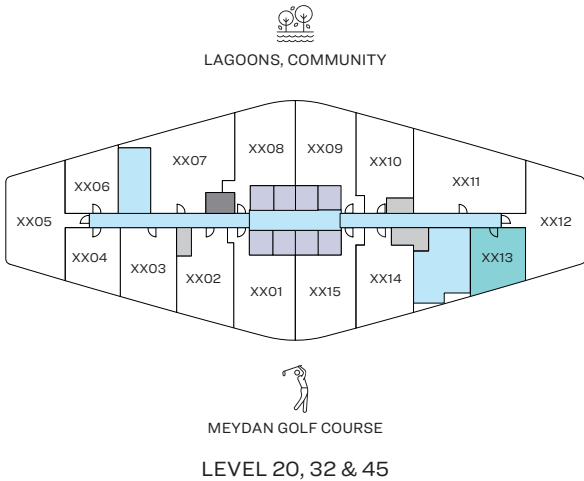 LAGOONS, COMMUNITY
XX08
XX09
XX07
XX10
XX06
XX11
XX05
XX12
XX04
XX03
XX02
XX01
XX15
XX14
XX13
MEYDAN GOLF COURSE
LEVEL 20, 32 & 45